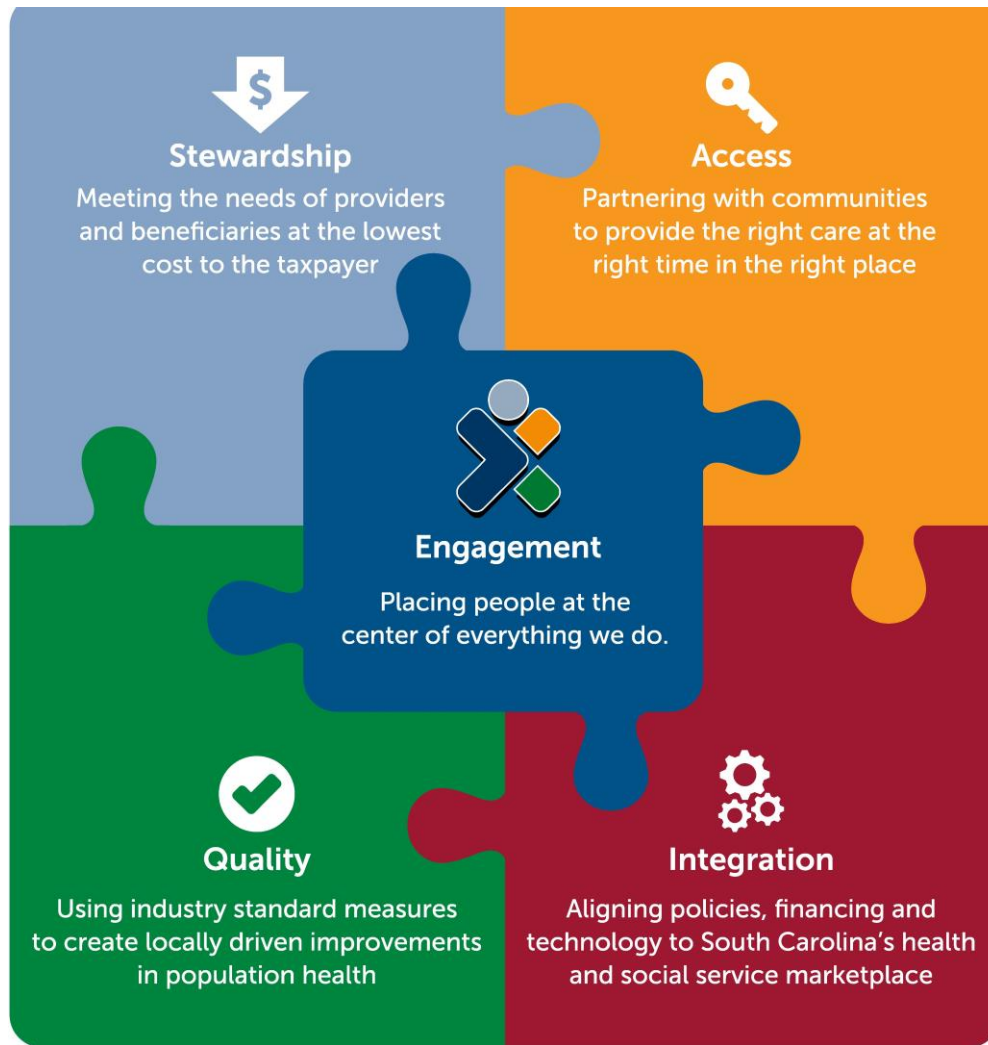 $
Stewardship
Meeting the needs of providers
and beneficiaries at the lowest
cost to the taxpayer
Access
Partnering with communities
to provide the right care at the
right time in the right place
Engagement
Placing people at the
center of everything we do.
Quality
Using industry standard measures
to create locally driven improvements
in population health
Integration
Aligning policies, financing and
technology to South Carolina’s health
and social service marketplace